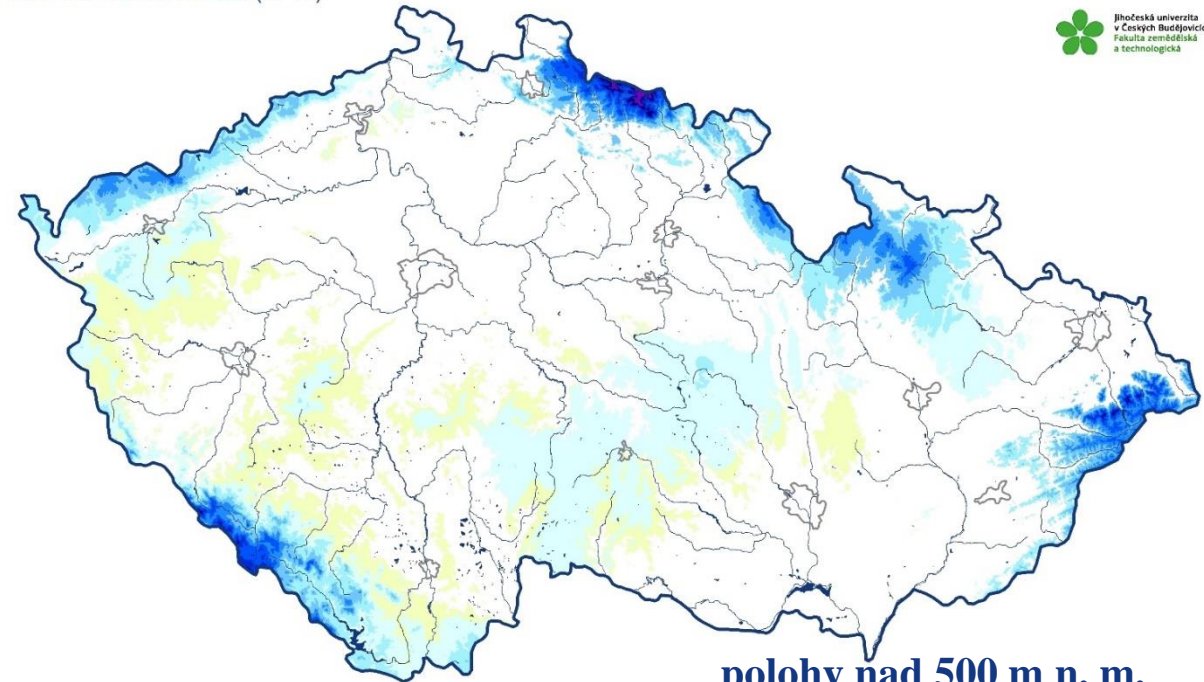 Jihočeská univerzita
v Českých Budějovicích
Fakulta zemědělská
a technologická
polohy nad 500 m n. m.